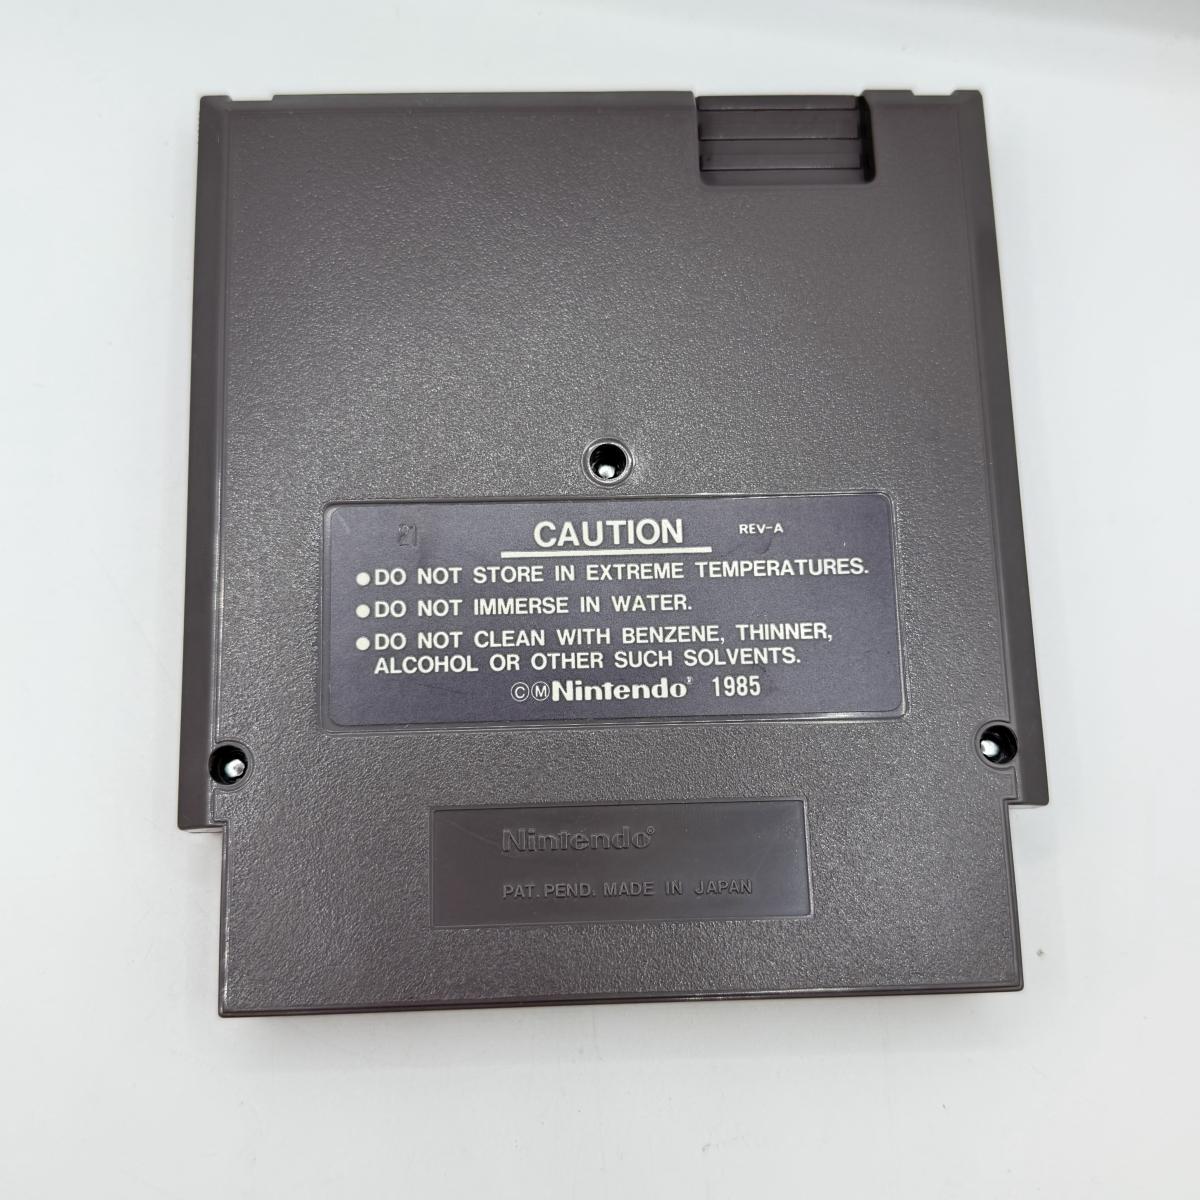 21
CAUTION REV-A
●DO NOT STORE IN EXTREME TEMPERATURES.
●DO NOT IMMERSE IN WATER.
●DO NOT CLEAN WITH BENZENE, THINNER,
ALCOHOL OR OTHER SUCH SOLVENTS.
ⒸⓂNintendo® 1985
Nintendo®
PAT. PEND. MADE IN JAPAN